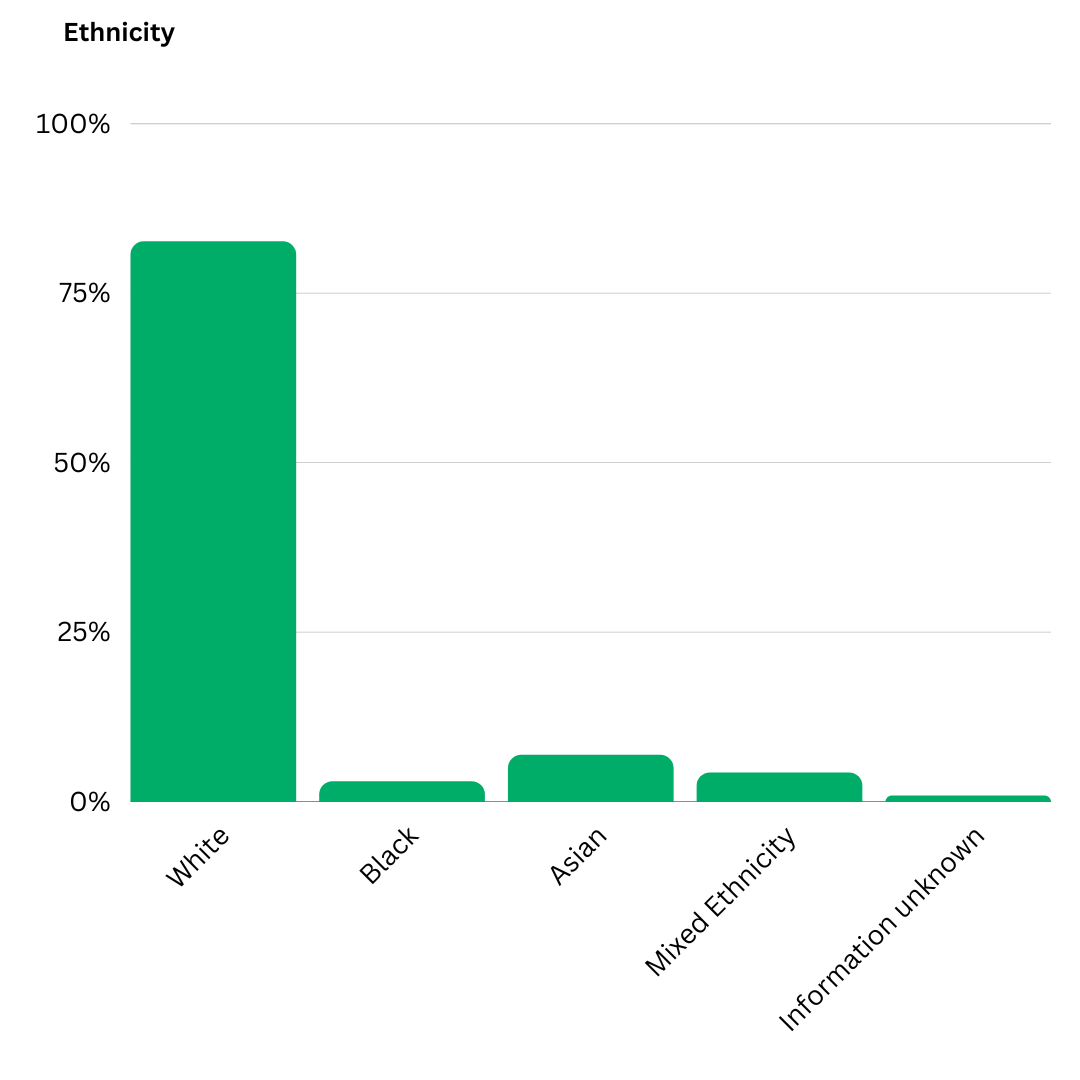 Ethnicity
100%
75%
50%
25%
0%
White
Black
Asian
Mixed Ethnicity
Information unknown